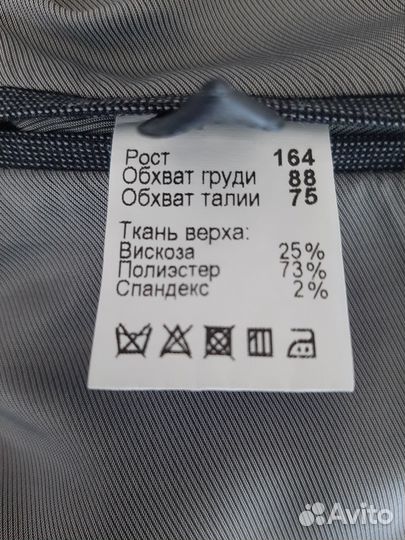 Рост 164
Обхват груди 88
Обхват талии 75
Ткань верха:
Вискоза 25%
Полиэстер 73%
Спандекс 2%
Avito